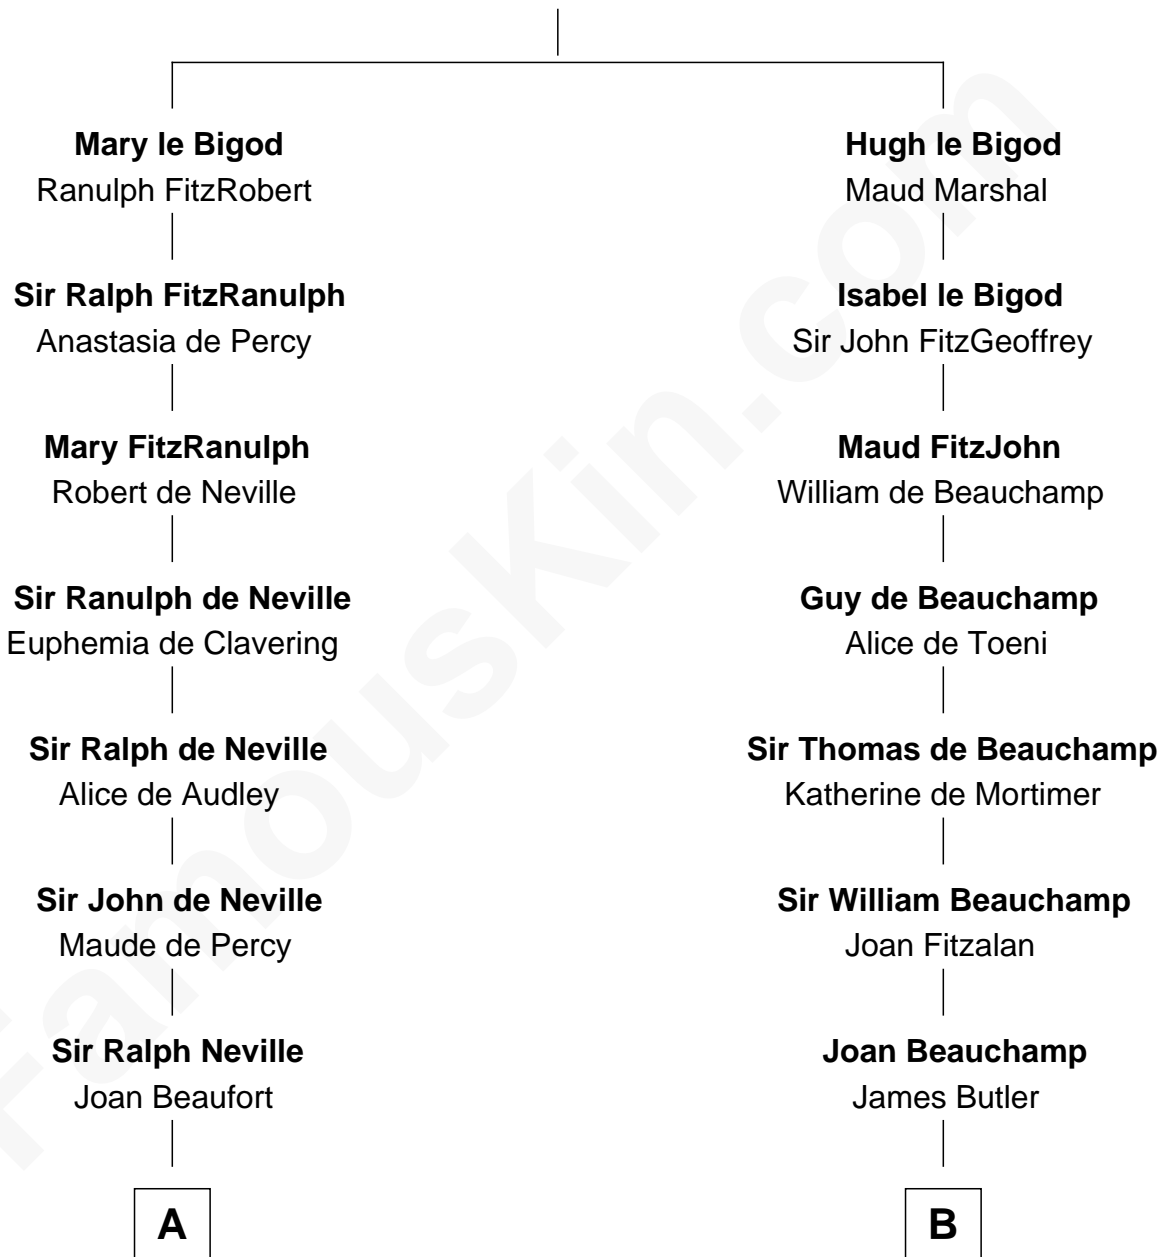 Mary le Bigod
Ranulph FitzRobert
Hugh le Bigod
Maud Marshal
Sir Ralph FitzRanulph
Anastasia de Percy
Isabel le Bigod
Sir John FitzGeoffrey
Mary FitzRanulph
Robert de Neville
Maud FitzJohn
William de Beauchamp
Sir Ranulph de Neville
Euphemia de Clavering
Guy de Beauchamp
Alice de Toeni
Sir Ralph de Neville
Alice de Audley
Sir Thomas de Beauchamp
Katherine de Mortimer
Sir John de Neville
Maude de Percy
Sir William Beauchamp
Joan Fitzalan
Sir Ralph Neville
Joan Beaufort
Joan Beauchamp
James Butler
A
B
FamousKin.com